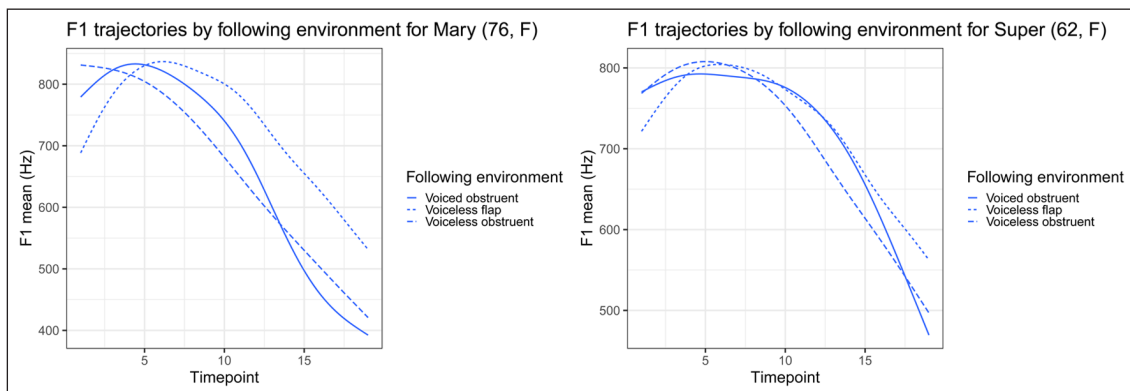 F1 trajectories by following environment for Mary (76, F)
800
700
600
500
400
F1 mean (Hz)
5
10
15
Timepoint
Following environment
Voiced obstruent
Voiceless flap
Voiceless obstruent
F1 trajectories by following environment for Super (62, F)
800
700
600
500
F1 mean (Hz)
5
10
15
Timepoint
Following environment
Voiced obstruent
Voiceless flap
Voiceless obstruent